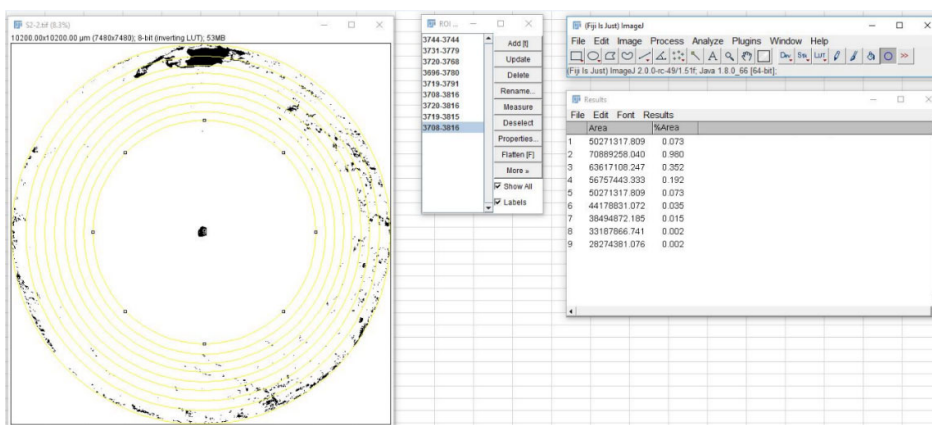 S2-2.tif (8.3%)
10200.00x10200.00 µm (7480x7480); 8-bit (inverting LUT); 53MB
ROI ...
3744-3744
3731-3779
3720-3768
3696-3780
3719-3791
3708-3816
3720-3816
3719-3815
3708-3816
Add [t]
Update
Delete
Rename...
Measure
Deselect
Properties...
Flatten [F]
More »
Show All
Labels
(Fiji Is Just) ImageJ
File Edit Image Process Analyze Plugins Window Help
A Dev Stk LUT >>
(Fiji Is Just) ImageJ 2.0.0-rc-49/1.51f; Java 1.8.0_66 [64-bit];
Results
File Edit Font Results
Area %Area
1 50271317.809 0.073
2 70889258.040 0.980
3 63617108.247 0.352
4 56757443.333 0.192
5 50271317.809 0.073
6 44178831.072 0.035
7 38494872.185 0.015
8 33187866.741 0.002
9 28274381.076 0.002